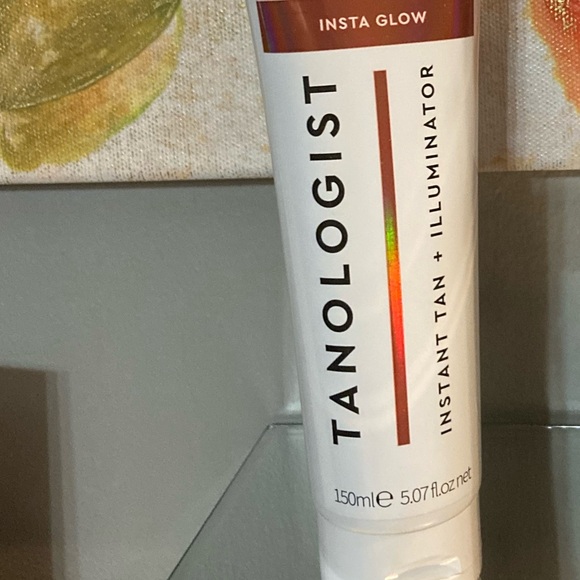 INSTA GLOW
TANOLOGIST
INSTANT TAN + ILLUMINATOR
150ml℮ 5.07 fl.oz net